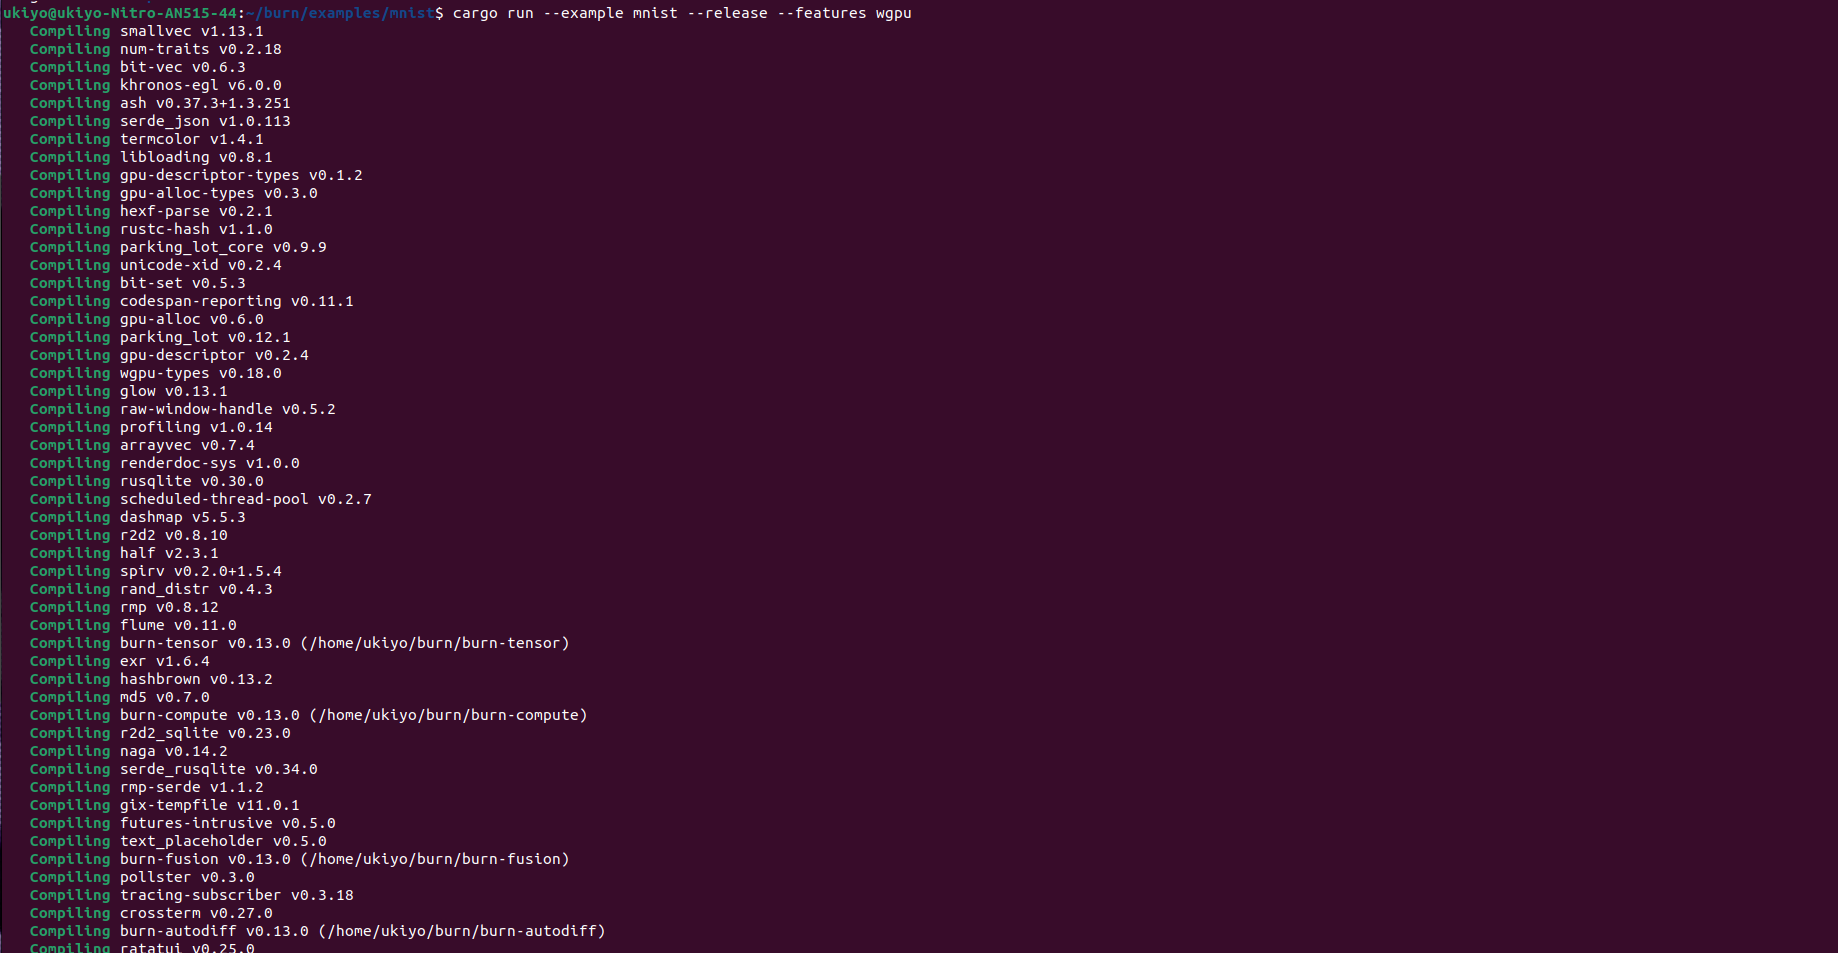 ukiyo@ukiyo-Nitro-AN515-44:~/burn/examples/mnist$ cargo run --example mnist --release --features wgpu
Compiling smallvec v1.13.1
Compiling num-traits v0.2.18
Compiling bit-vec v0.6.3
Compiling khronos-egl v6.0.0
Compiling ash v0.37.3+1.3.251
Compiling serde_json v1.0.113
Compiling termcolor v1.4.1
Compiling libloading v0.8.1
Compiling gpu-descriptor-types v0.1.2
Compiling gpu-alloc-types v0.3.0
Compiling hexf-parse v0.2.1
Compiling rustc-hash v1.1.0
Compiling parking_lot_core v0.9.9
Compiling unicode-xid v0.2.4
Compiling bit-set v0.5.3
Compiling codespan-reporting v0.11.1
Compiling gpu-alloc v0.6.0
Compiling parking_lot v0.12.1
Compiling gpu-descriptor v0.2.4
Compiling wgpu-types v0.18.0
Compiling glow v0.13.1
Compiling raw-window-handle v0.5.2
Compiling profiling v1.0.14
Compiling arrayvec v0.7.4
Compiling renderdoc-sys v1.0.0
Compiling rusqlite v0.30.0
Compiling scheduled-thread-pool v0.2.7
Compiling dashmap v5.5.3
Compiling r2d2 v0.8.10
Compiling half v2.3.1
Compiling spirv v0.2.0+1.5.4
Compiling rand_distr v0.4.3
Compiling rmp v0.8.12
Compiling flume v0.11.0
Compiling burn-tensor v0.13.0 (/home/ukiyo/burn/burn-tensor)
Compiling exr v1.6.4
Compiling hashbrown v0.13.2
Compiling md5 v0.7.0
Compiling burn-compute v0.13.0 (/home/ukiyo/burn/burn-compute)
Compiling r2d2_sqlite v0.23.0
Compiling naga v0.14.2
Compiling serde_rusqlite v0.34.0
Compiling rmp-serde v1.1.2
Compiling gix-tempfile v11.0.1
Compiling futures-intrusive v0.5.0
Compiling text_placeholder v0.5.0
Compiling burn-fusion v0.13.0 (/home/ukiyo/burn/burn-fusion)
Compiling pollster v0.3.0
Compiling tracing-subscriber v0.3.18
Compiling crossterm v0.27.0
Compiling burn-autodiff v0.13.0 (/home/ukiyo/burn/burn-autodiff)
Compiling ratatui v0.25.0